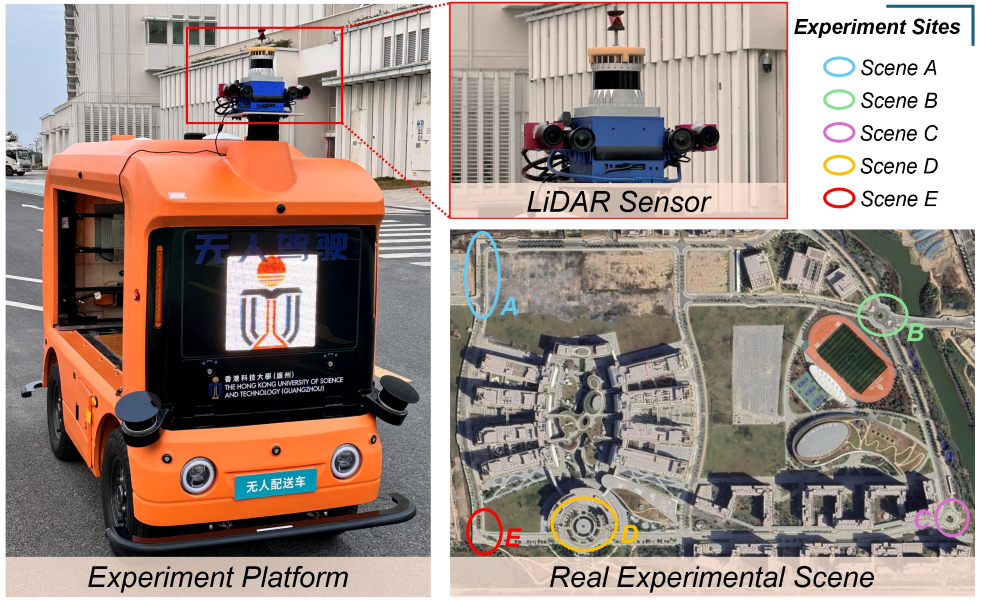 无人驾驶
香港科技大學(廣州)
THE HONG KONG UNIVERSITY OF SCIENCE
AND TECHNOLOGY (GUANGZHOU)
无人配送车
Experiment Platform
LiDAR Sensor
Experiment Sites
Scene A
Scene B
Scene C
Scene D
Scene E
A
B
C
D
E
Real Experimental Scene